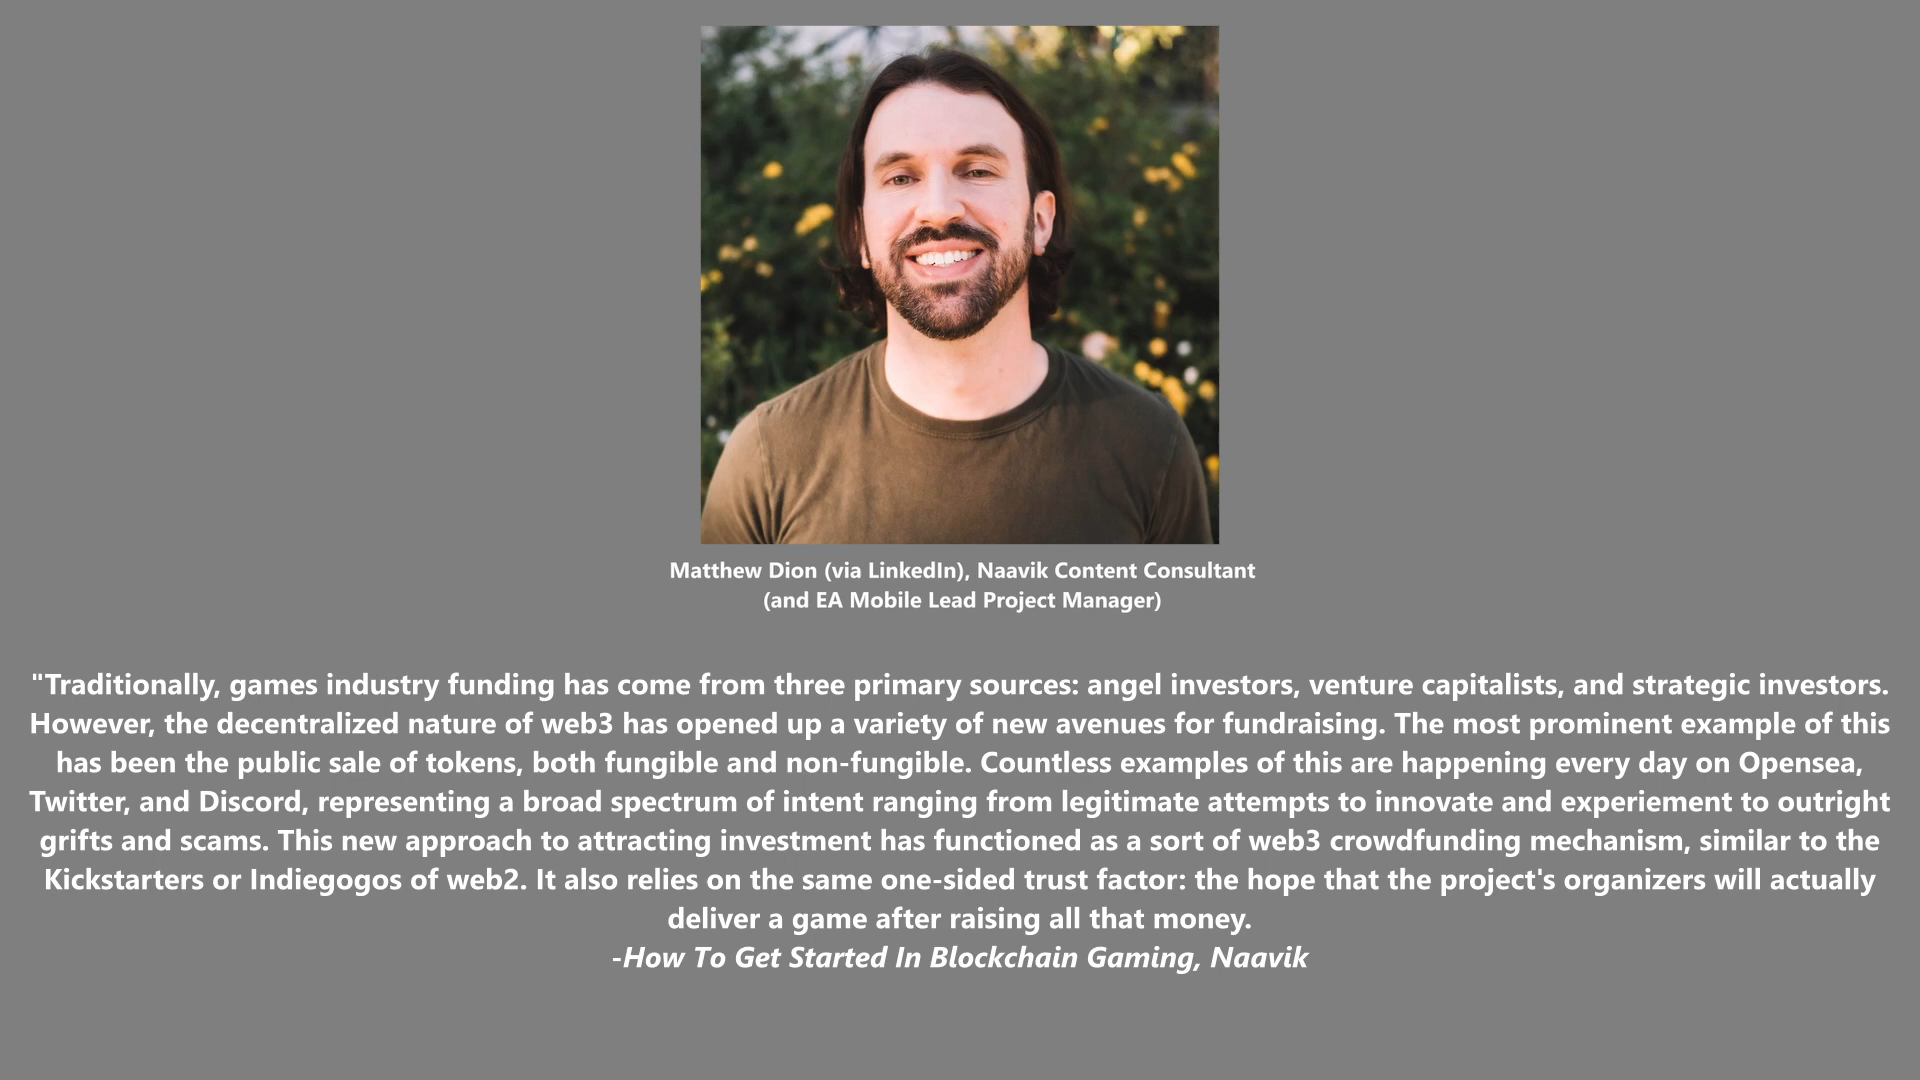 Matthew Dion (via LinkedIn), Naavik Content Consultant
(and EA Mobile Lead Project Manager)
"Traditionally, games industry funding has come from three primary sources: angel investors, venture capitalists, and strategic investors.
However, the decentralized nature of web3 has opened up a variety of new avenues for fundraising. The most prominent example of this
has been the public sale of tokens, both fungible and non-fungible. Countless examples of this are happening every day on Opensea,
Twitter, and Discord, representing a broad spectrum of intent ranging from legitimate attempts to innovate and experiement to outright
grifts and scams. This new approach to attracting investment has functioned as a sort of web3 crowdfunding mechanism, similar to the
Kickstarters or Indiegogos of web2. It also relies on the same one-sided trust factor: the hope that the project's organizers will actually
deliver a game after raising all that money.
-How To Get Started In Blockchain Gaming, Naavik